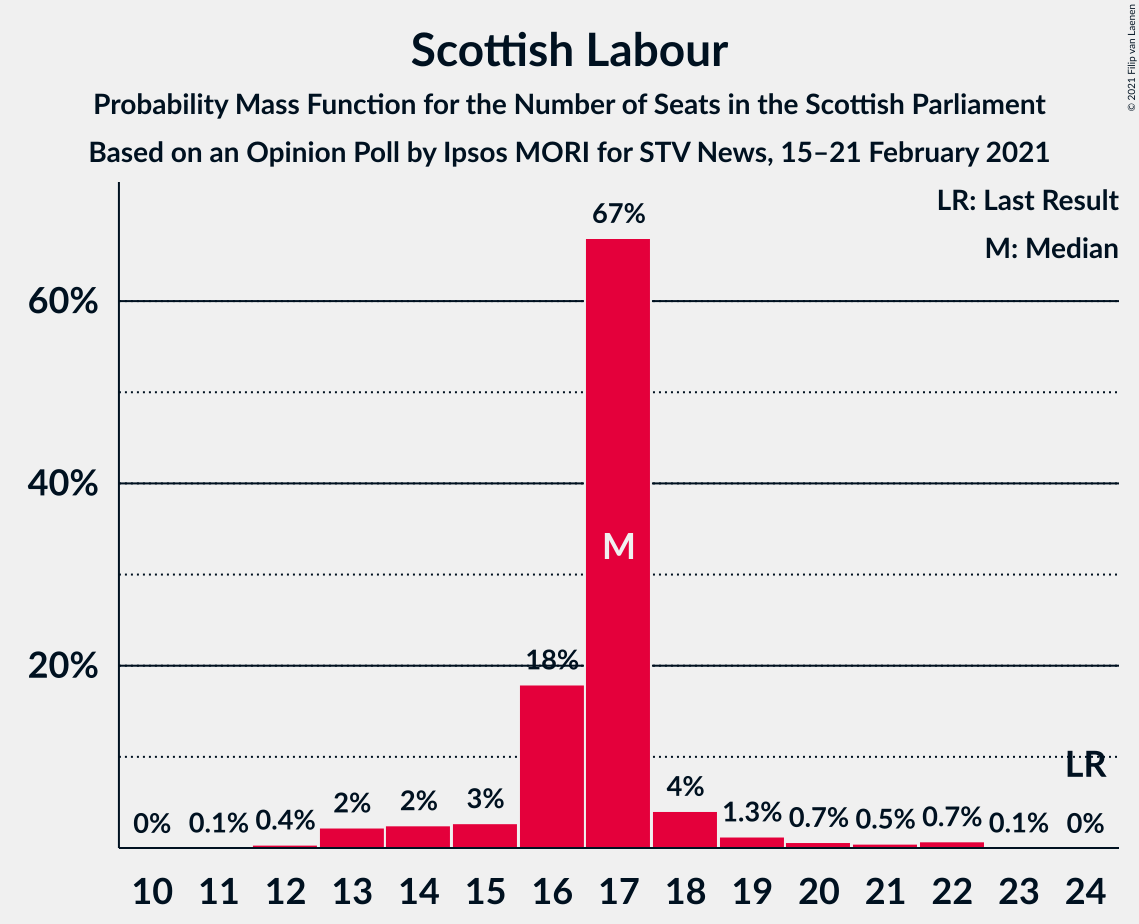 Scottish Labour
Probability Mass Function for the Number of Seats in the Scottish Parliament
Based on an Opinion Poll by Ipsos MORI for STV News, 15–21 February 2021
© 2021 Filip van Laenen
LR: Last Result
M: Median
60%
40%
20%
0%
0.1%
0.4%
2%
2%
3%
18%
67%
M
4%
1.3%
0.7%
0.5%
0.7%
0.1%
LR
0%
10 11 12 13 14 15 16 17 18 19 20 21 22 23 24